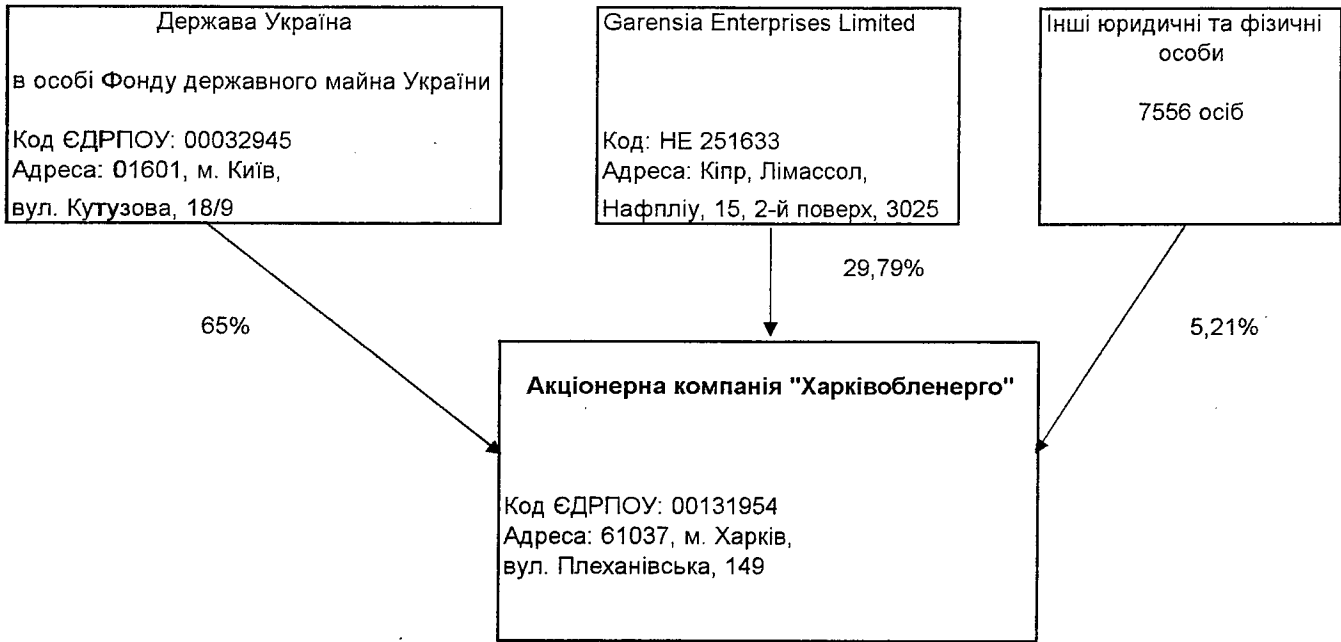 Держава Україна
в особі Фонду державного майна України
Код ЄДРПОУ: 00032945
Адреса: 01601, м. Київ,
вул. Кутузова, 18/9
Garensia Enterprises Limited
Код: НЕ 251633
Адреса: Кіпр, Лімассол,
Нафпліу, 15, 2-й поверх, 3025
Інші юридичні та фізичні
особи
7556 осіб
65%
29,79%
5,21%
Акціонерна компанія "Харківобленерго"
Код ЄДРПОУ: 00131954
Адреса: 61037, м. Харків,
вул. Плеханівська, 149